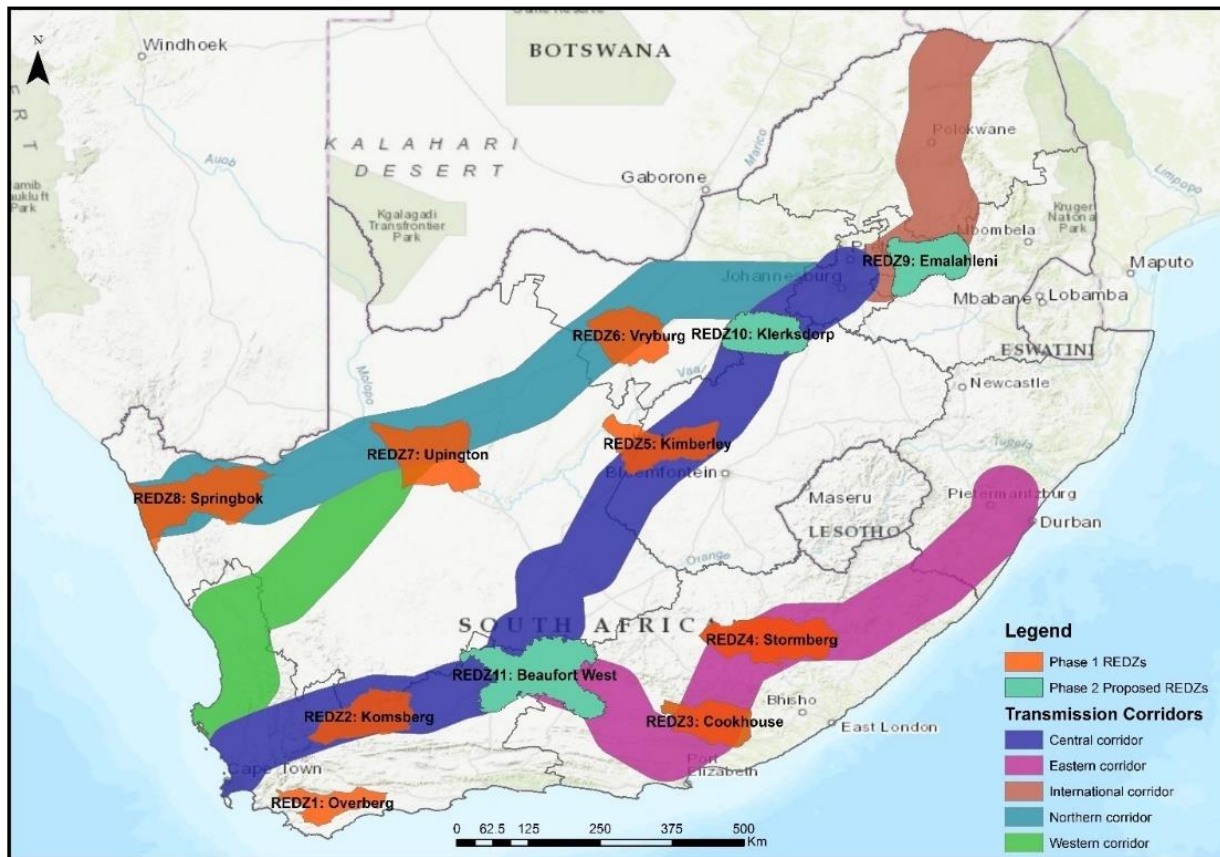 N
Windhoek
BOTSWANA
KALAHARI
DESERT
Auob
Kgalagadi
Transfrontier
Park
Gaborone
Marico
Polokwane
Limpopo
Kruger
National
Park
Mbombela
REDZ9: Emalahleni
Johannesburg
Maputo
Mbabane
Lobamba
ESWATINI
REDZ6: Vryburg
REDZ10: Klerksdorp
Vaal
Newcastle
Molopo
REDZ7: Upington
REDZ5: Kimberley
Bloemfontein
Tugela
REDZ8: Springbok
Maseru
LESOTHO
Pietermaritzburg
Durban
Orange
SOUTH AFRICA
REDZ4: Stormberg
REDZ11: Beaufort West
REDZ2: Komsberg
REDZ3: Cookhouse
Bhisho
East London
Port
Elizabeth
Cape Town
REDZ1: Overberg
0 62.5 125 250 375 500
Km
Legend
Phase 1 REDZs
Phase 2 Proposed REDZs
Transmission Corridors
Central corridor
Eastern corridor
International corridor
Northern corridor
Western corridor